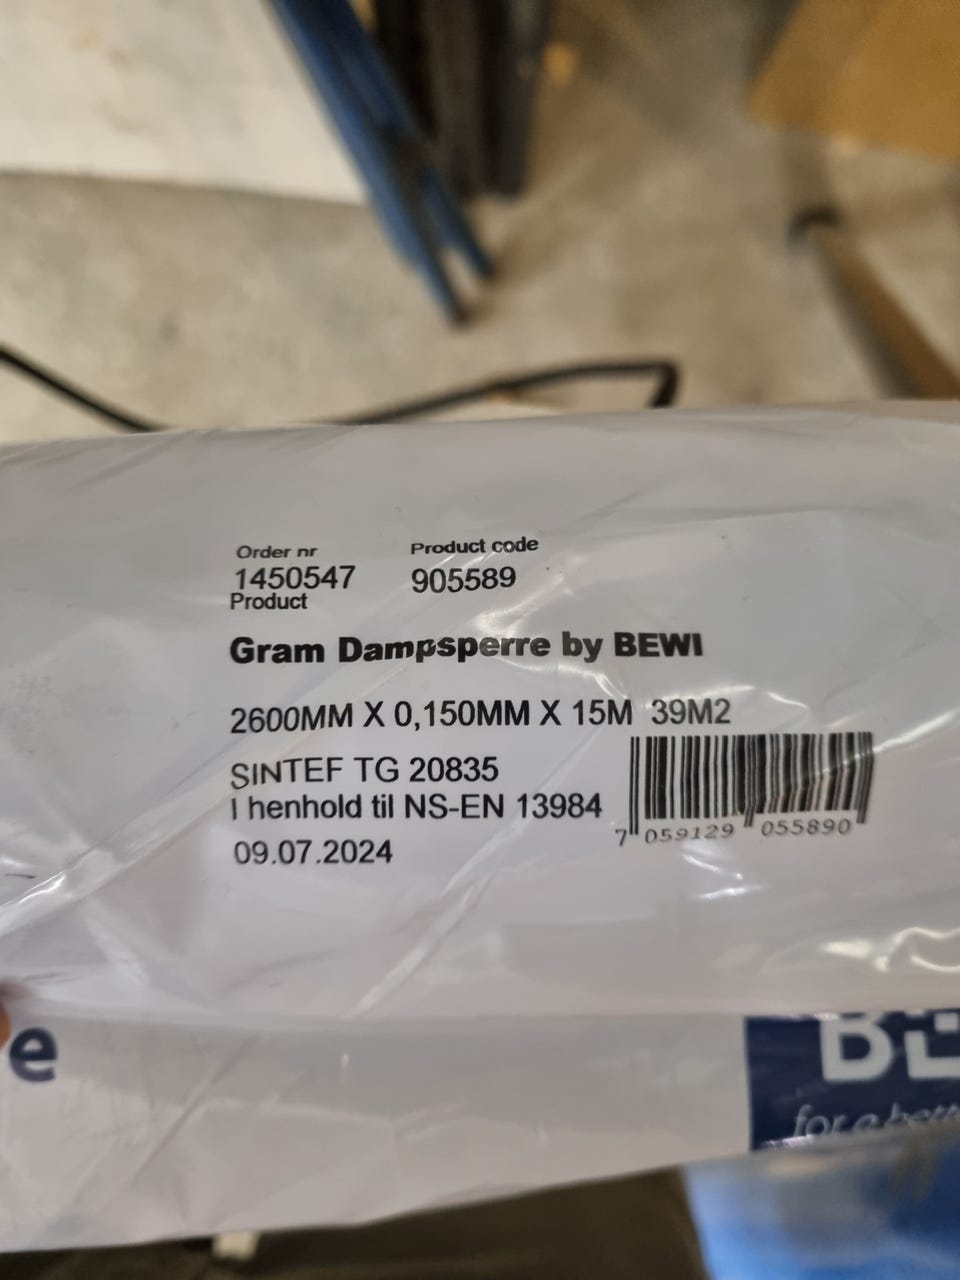 Order nr Product code
1450547 905589
Product
Gram Dampsperre by BEWI
2600MM X 0,150MM X 15M 39M2
SINTEF TG 20835
I henhold til NS-EN 13984
09.07.2024
7 059129 055890
e
for a